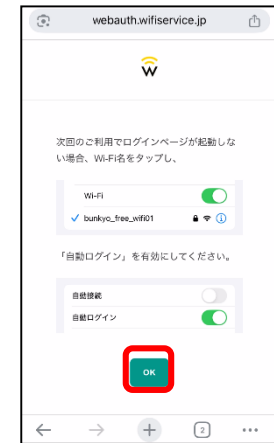 webauth.wifiservice.jp
W
次回のご利用でログインページが起動しな
い場合、Wi-Fi名をタップし、
Wi-Fi
bunkyo_free_wifi01
「自動ログイン」を有効にしてください。
自動接続
自動ログイン
OK
2